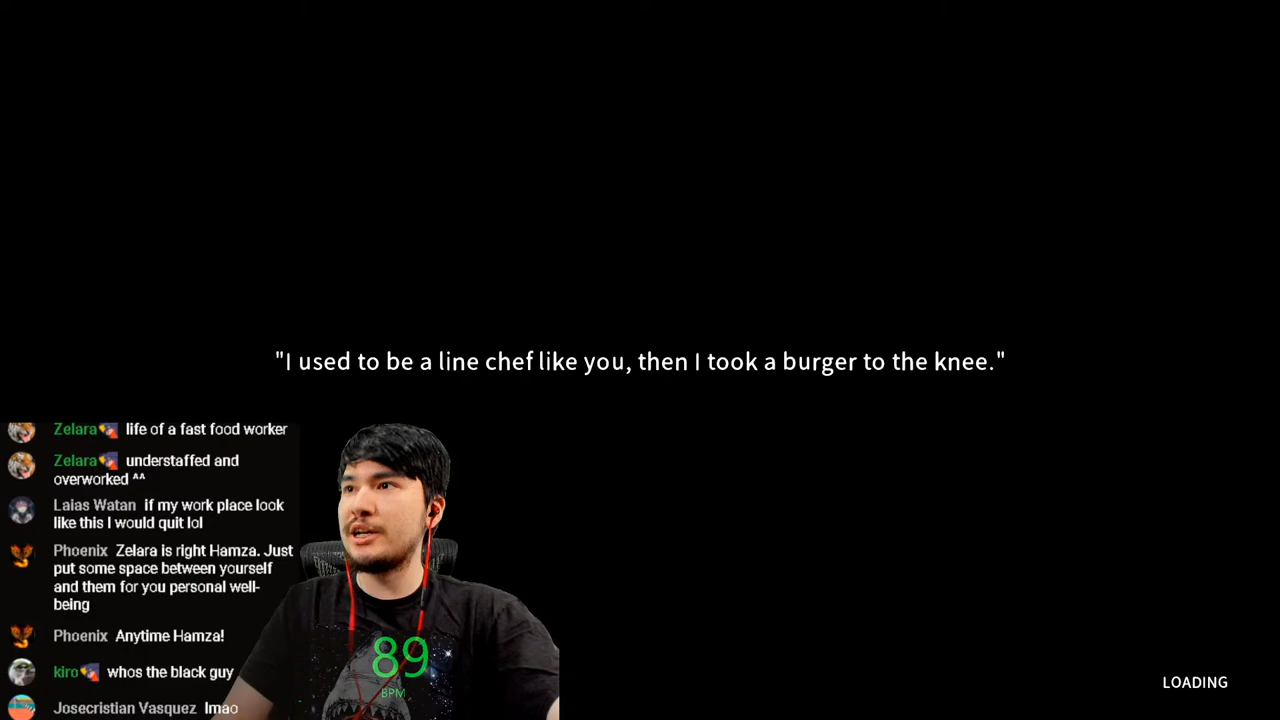 "I used to be a line chef like you, then I took a burger to the knee."
Zelara life of a fast food worker
Zelara understaffed and
overworked ^^
Laias Watan if my work place look
like this I would quit lol
Phoenix Zelara is right Hamza. Just
put some space between yourself
and them for you personal well-
being
Phoenix Anytime Hamza!
kiro whos the black guy
Josecristian Vasquez lmao
89
BPM
LOADING